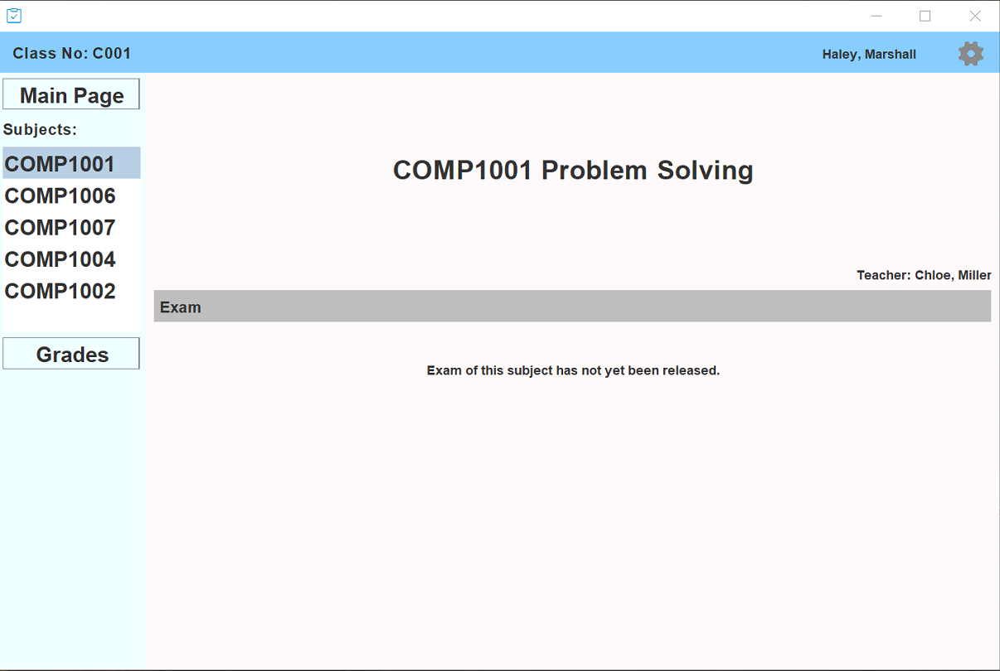 Class No: C001
Haley, Marshall
Main Page
Subjects:
COMP1001
COMP1006
COMP1007
COMP1004
COMP1002
Grades
COMP1001 Problem Solving
Teacher: Chloe, Miller
Exam
Exam of this subject has not yet been released.